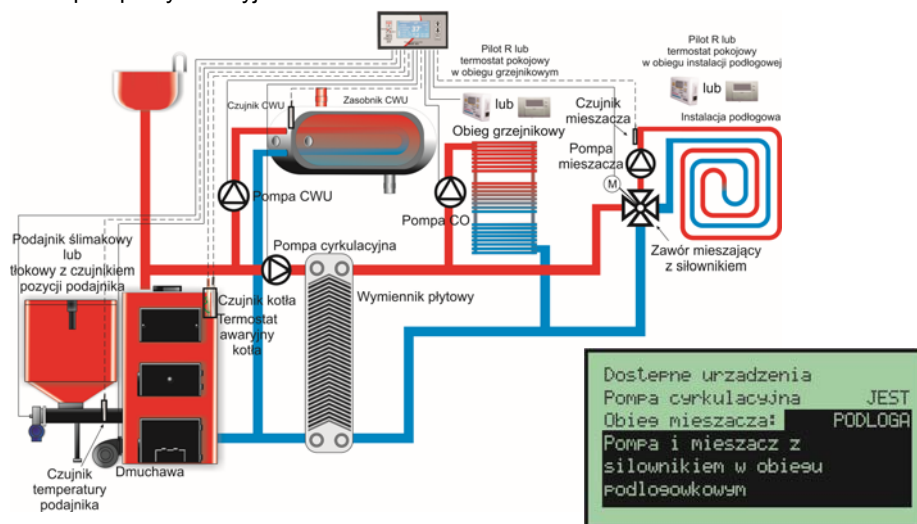 Pilot R lub
termostat pokojowy
w obiegu grzejnikowym
Pilot R lub
termostat pokojowy
w obiegu instalacji podłogowej
lub
lub
Czujnik CWU
Zasobnik CWU
Czujnik
mieszacza
Instalacja podłogowa
Obieg grzejnikowy
Pompa
mieszacza
M
Pompa CWU
Pompa CO
Podajnik ślimakowy
lub
tłokowy z czujnikiem
pozycji podajnika
Pompa cyrkulacyjna
Zawór mieszający
z siłownikiem
Czujnik kotła
Termostat
awaryjny
kotła
Wymiennik płytowy
Czujnik
temperatury
podajnika
Dmuchawa
Dostepne urzadzenia
Pompa cyrkulacyjna JEST
Obieg mieszacza: PODLOGA
Pompa i mieszacz z
silownikiem w obiegu
podlogowkowym